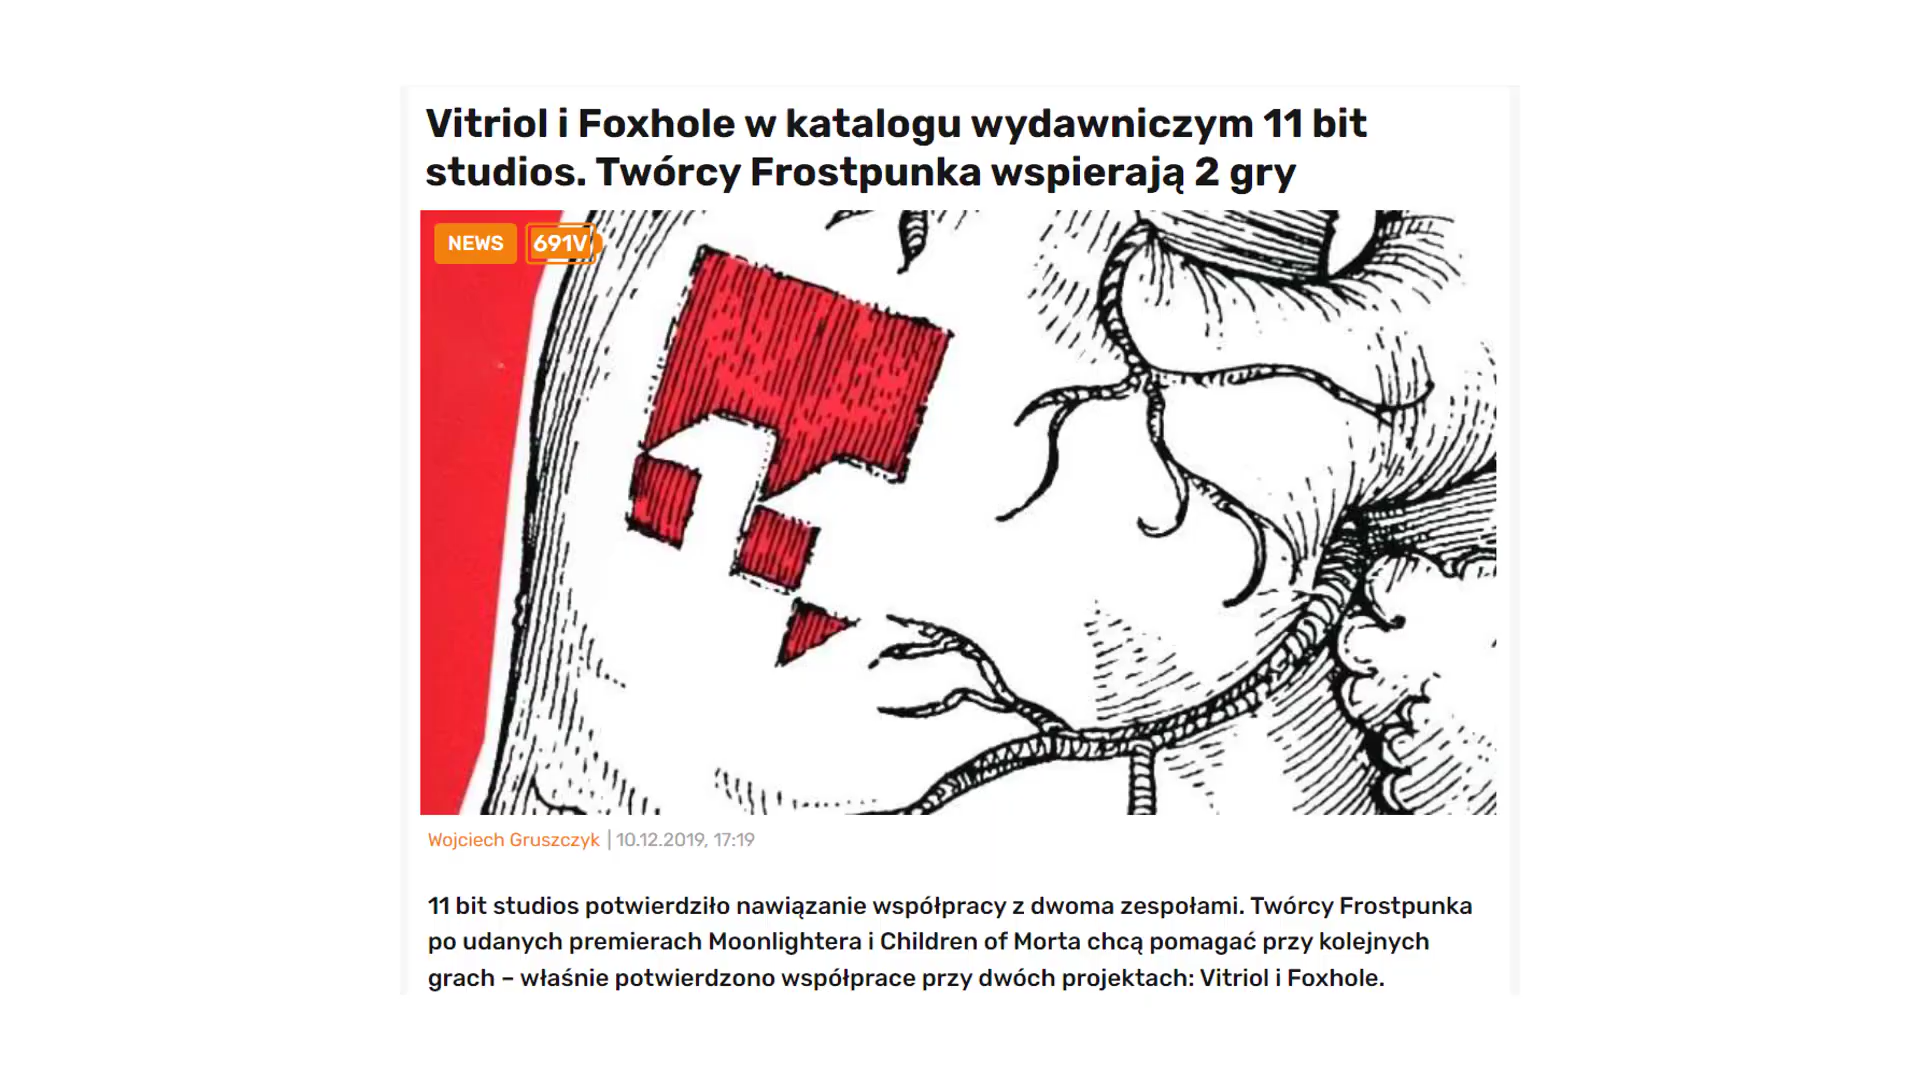 Vitriol i Foxhole w katalogu wydawniczym 11 bit
studios. Twórcy Frostpunka wspierają 2 gry
NEWS 691V
Wojciech Gruszczyk | 10.12.2019, 17:19
11 bit studios potwierdziło nawiązanie współpracy z dwoma zespołami. Twórcy Frostpunka
po udanych premierach Moonlightera i Children of Morta chcą pomagać przy kolejnych
grach – właśnie potwierdzono współprace przy dwóch projektach: Vitriol i Foxhole.